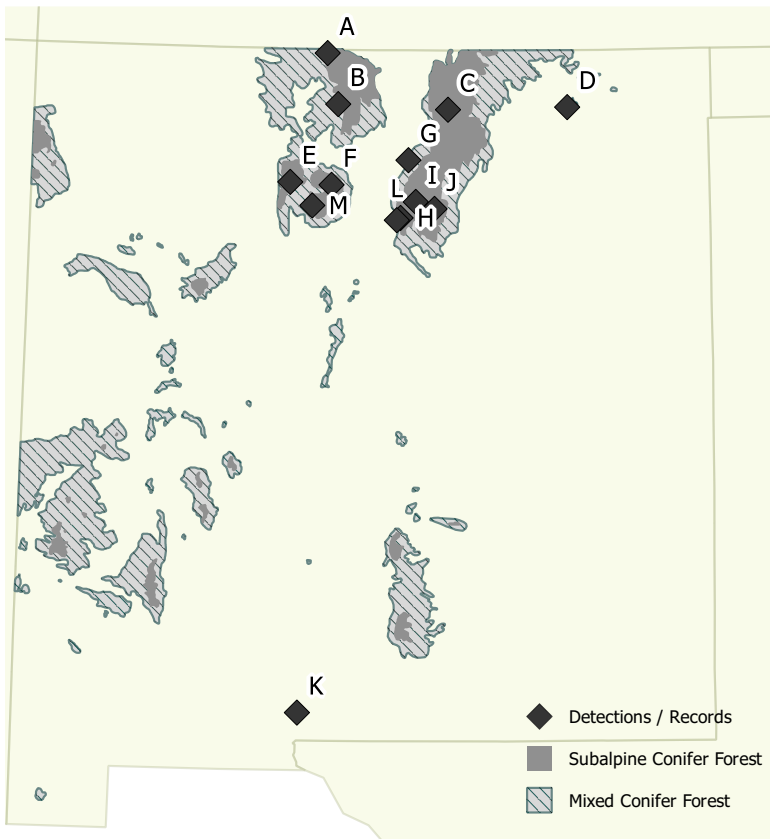 A
B
C
D
G
E
F
I
J
L
M
H
K
Detections / Records
Subalpine Conifer Forest
Mixed Conifer Forest